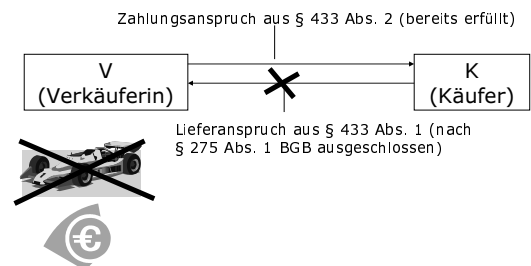 Zahlungsanspruch aus § 433 Abs. 2 (bereits erfüllt)
V
(Verkäuferin)
K
(Käufer)
Lieferanspruch aus § 433 Abs. 1 (nach
§ 275 Abs. 1 BGB ausgeschlossen)
€